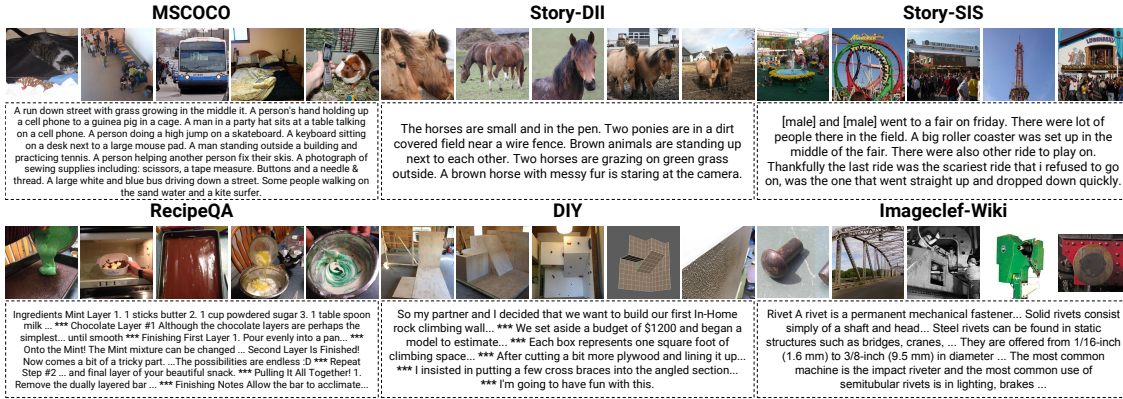 MSCOCO
A run down street with grass growing in the middle it. A person's hand holding up
a cell phone to a guinea pig in a cage. A man in a party hat sits at a table talking
on a cell phone. A person doing a high jump on a skateboard. A keyboard sitting
on a desk next to a large mouse pad. A man standing outside a building and
practicing tennis. A person helping another person fix their skis. A photograph of
sewing supplies including: scissors, a tape measure. Buttons and a needle &
thread. A large white and blue bus driving down a street. Some people walking on
the sand water and a kite surfer.
Story-DII
The horses are small and in the pen. Two ponies are in a dirt
covered field near a wire fence. Brown animals are standing up
next to each other. Two horses are grazing on green grass
outside. A brown horse with messy fur is staring at the camera.
Story-SIS
[male] and [male] went to a fair on friday. There were lot of
people there in the field. A big roller coaster was set up in the
middle of the fair. There were also other ride to play on.
Thankfully the last ride was the scariest ride that i refused to go
on, was the one that went straight up and dropped down quickly.
RecipeQA
Ingredients Mint Layer 1. 1 sticks butter 2. 1 cup powdered sugar 3. 1 table spoon
milk ... *** Chocolate Layer #1 Although the chocolate layers are perhaps the
simplest... until smooth *** Finishing First Layer 1. Pour evenly into a pan... ***
Onto the Mint! The Mint mixture can be changed ... Second Layer Is Finished!
Now comes a bit of a tricky part. ...The possibilities are endless :D *** Repeat
Step #2 ... and final layer of your beautiful snack. *** Pulling It All Together! 1.
Remove the dually layered bar ... *** Finishing Notes Allow the bar to acclimate...
DIY
So my partner and I decided that we want to build our first In-Home
rock climbing wall... *** We set aside a budget of $1200 and began a
model to estimate... *** Each box represents one square foot of
climbing space... *** After cutting a bit more plywood and lining it up...
*** I insisted in putting a few cross braces into the angled section...
*** I'm going to have fun with this.
Imageclef-Wiki
Rivet A rivet is a permanent mechanical fastener... Solid rivets consist
simply of a shaft and head... Steel rivets can be found in static
structures such as bridges, cranes, ... They are offered from 1/16-inch
(1.6 mm) to 3/8-inch (9.5 mm) in diameter ... The most common
machine is the impact riveter and the most common use of
semitubular rivets is in lighting, brakes ...